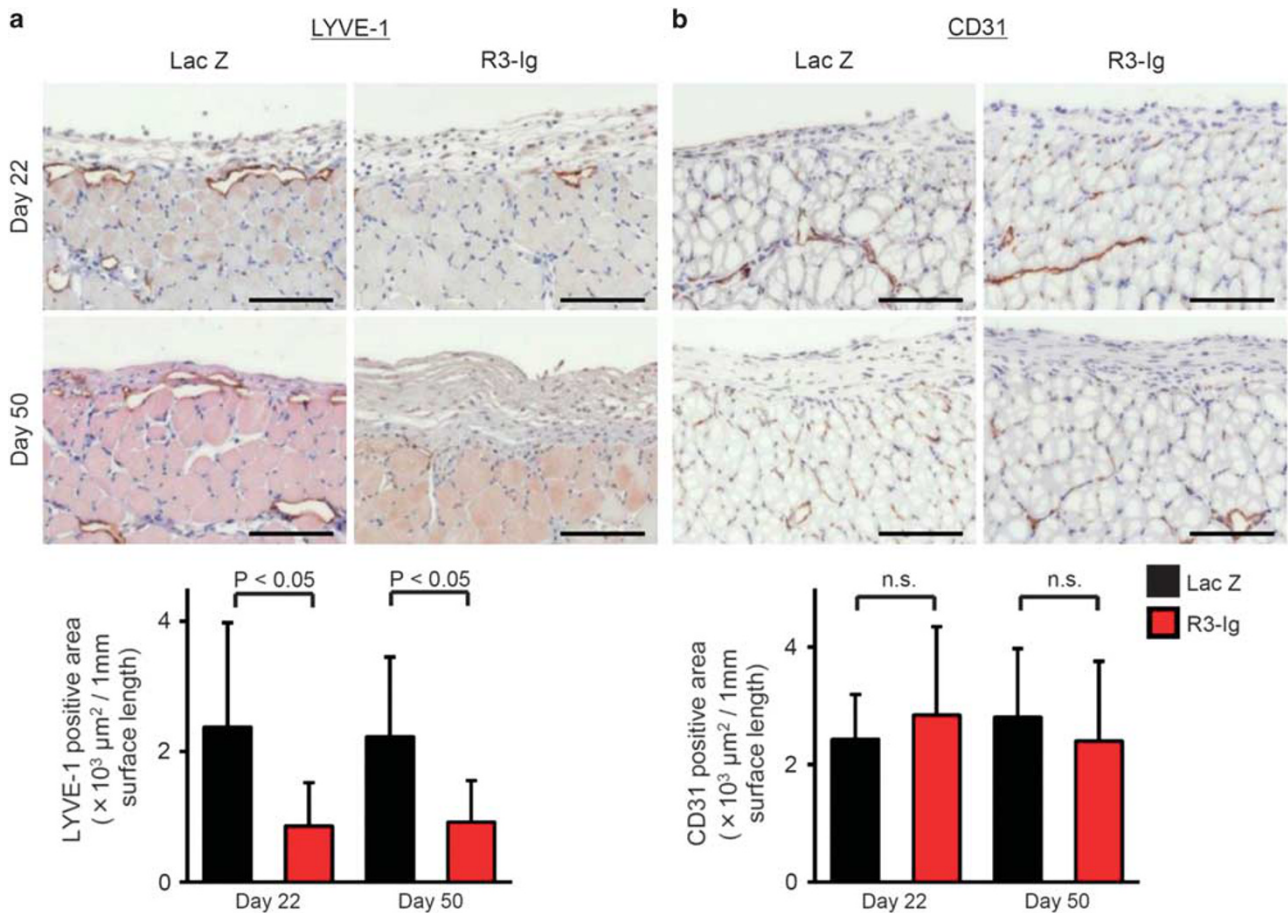 a
LYVE-1
Lac Z
R3-Ig
Day 22
Day 50
b
CD31
Lac Z
R3-Ig
LYVE-1 positive area
(×10³ µm² / 1mm
surface length)
4
2
0
P < 0.05
P < 0.05
Day 22
Day 50
CD31 positive area
(×10³ µm² / 1mm
surface length)
4
2
0
n.s.
n.s.
Day 22
Day 50
Lac Z
R3-Ig